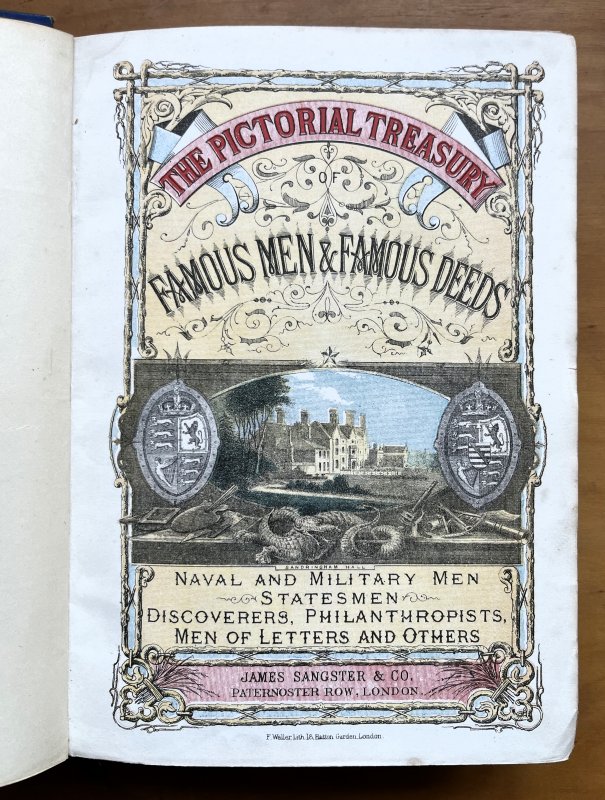 THE PICTORIAL TREASURY
OF
FAMOUS MEN & FAMOUS DEEDS
SANDRINGHAM HALL
NAVAL AND MILITARY MEN
STATESMEN
DISCOVERERS, PHILANTHROPISTS,
MEN OF LETTERS AND OTHERS
JAMES SANGSTER & CO.
PATERNOSTER ROW, LONDON.
F. Waller, Lith. 18, Hatton Garden, London.